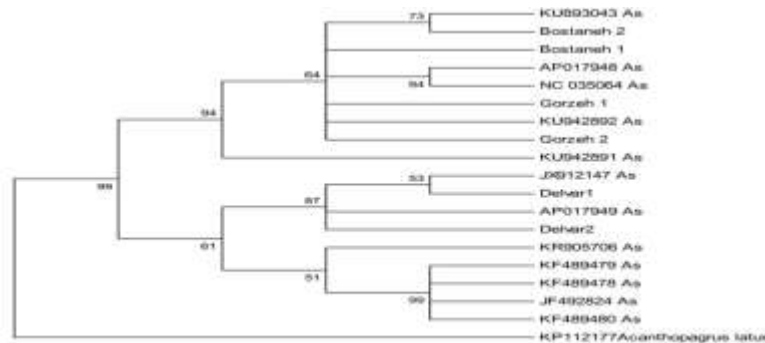 KU893043 As
73
Bostaneh 2
Bostaneh 1
64
AP017948 As
94
NC 035064 As
Gorzeh 1
94
KU942892 As
Gorzeh 2
KU942891 As
99
JX912147 As
53
Delvar1
87
AP017949 As
Delvar2
61
KR905706 As
51
KF489479 As
KF489478 As
99
JF492824 As
KF489480 As
KP112177Acanthopagrus latus